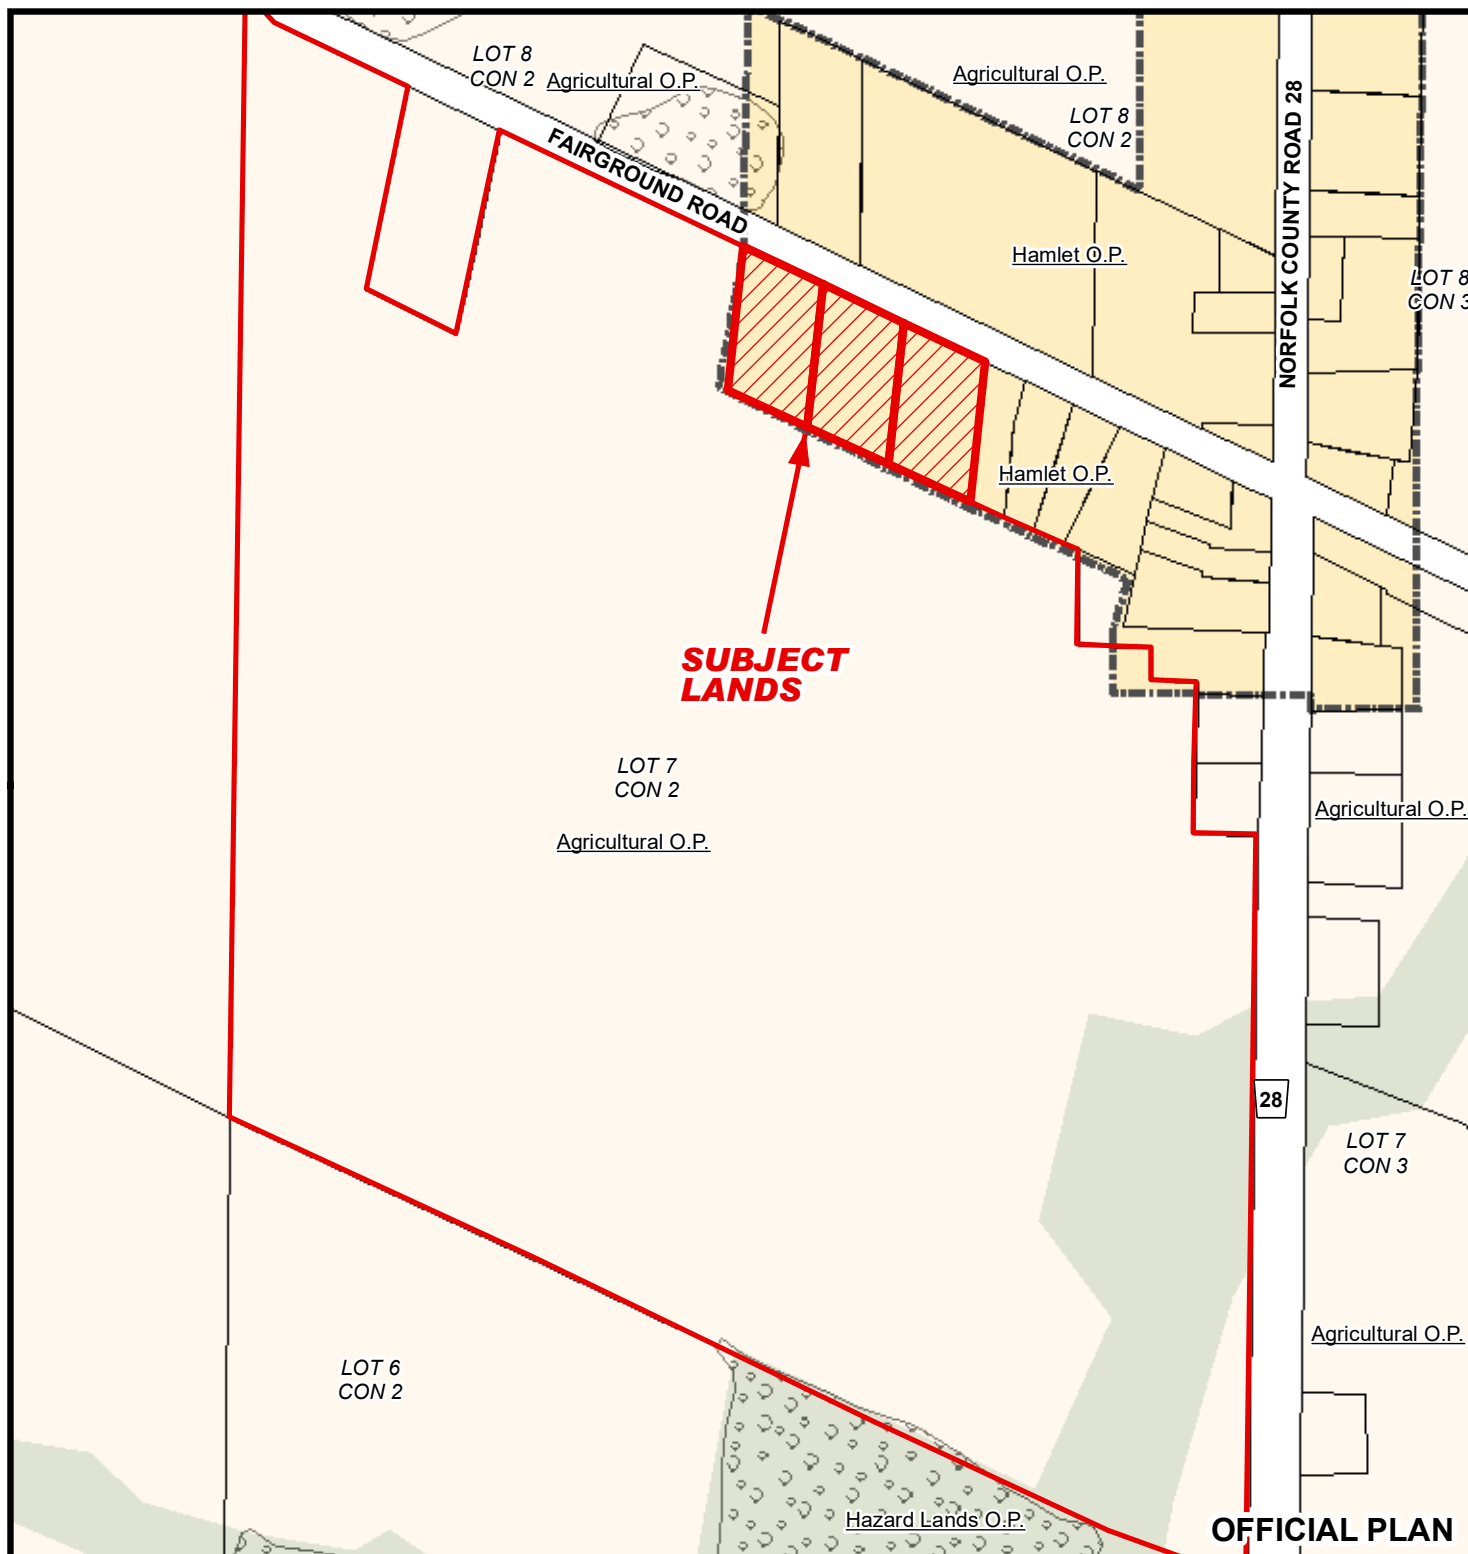 LOT 8
CON 2
Agricultural O.P.
Agricultural O.P.
LOT 8
CON 2
FAIRGROUND ROAD
NORFOLK COUNTY ROAD 28
Hamlet O.P.
LOT 8
CON 3
Hamlet O.P.
SUBJECT
LANDS
LOT 7
CON 2
Agricultural O.P.
Agricultural O.P.
28
LOT 7
CON 3
Agricultural O.P.
LOT 6
CON 2
Hazard Lands O.P.
OFFICIAL PLAN